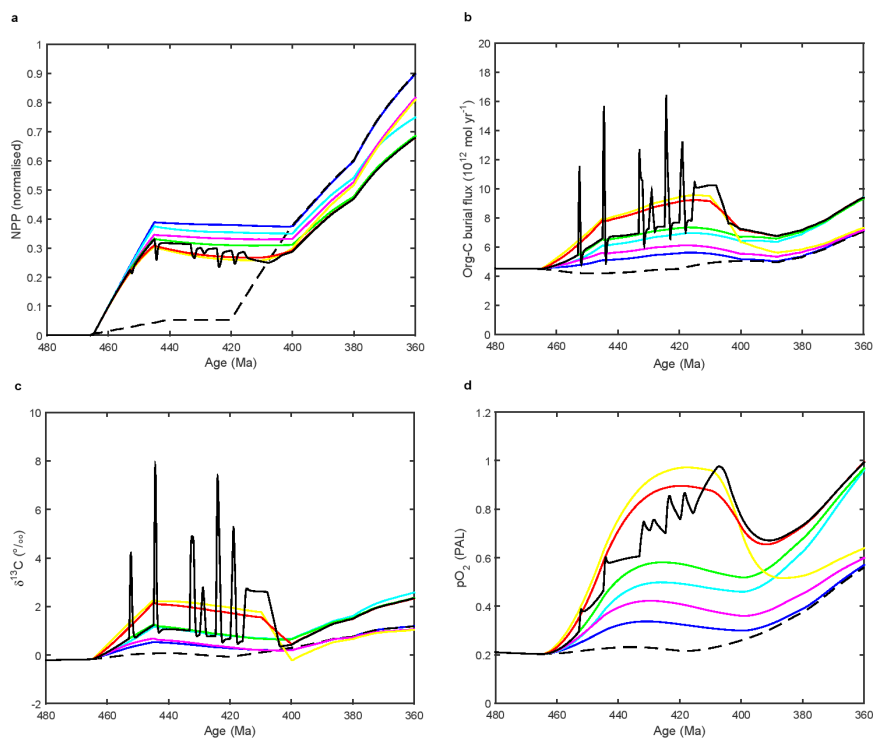 a
NPP (normalised)
1
0.9
0.8
0.7
0.6
0.5
0.4
0.3
0.2
0.1
0
480 460 440 420 400 380 360
Age (Ma)
b
Org-C burial flux (10¹² mol yr⁻¹)
20
18
16
14
12
10
8
6
4
2
0
480 460 440 420 400 380 360
Age (Ma)
c
δ¹³C (°/₀₀)
10
8
6
4
2
0
-2
480 460 440 420 400 380 360
Age (Ma)
d
pO₂ (PAL)
1.2
1
0.8
0.6
0.4
0.2
0
480 460 440 420 400 380 360
Age (Ma)